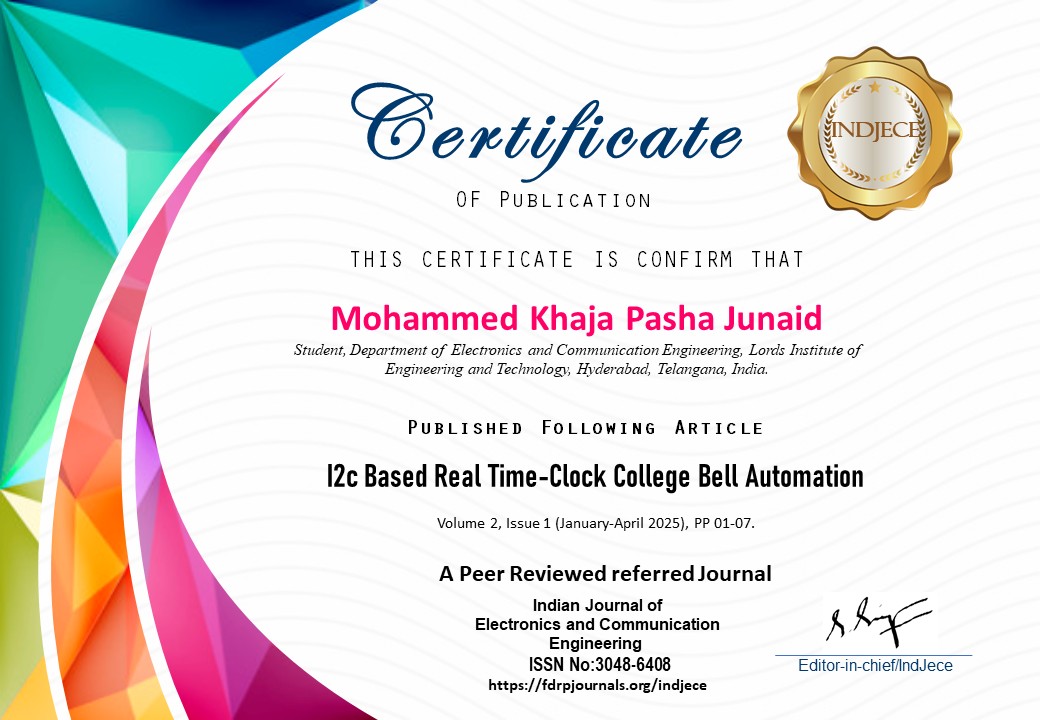 Certificate
INDJECE
OF Publication
THIS CERTIFICATE IS CONFIRM THAT
Mohammed Khaja Pasha Junaid
Student, Department of Electronics and Communication Engineering, Lords Institute of
Engineering and Technology, Hyderabad, Telangana, India.
Published Following Article
I2c Based Real Time-Clock College Bell Automation
Volume 2, Issue 1 (January-April 2025), PP 01-07.
A Peer Reviewed referred Journal
Indian Journal of
Electronics and Communication
Engineering
ISSN No:3048-6408
https://fdrpjournals.org/indjece
Editor-in-chief/IndJece